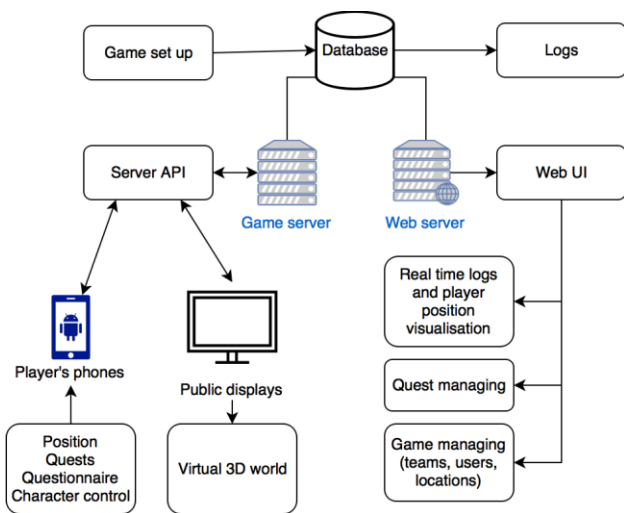 Game set up
Database
Logs
Server API
Game server
Web server
Web UI
Real time logs
and player
position
visualisation
Player's phones
Public displays
Quest managing
Position
Quests
Questionnaire
Character control
Virtual 3D world
Game managing
(teams, users,
locations)